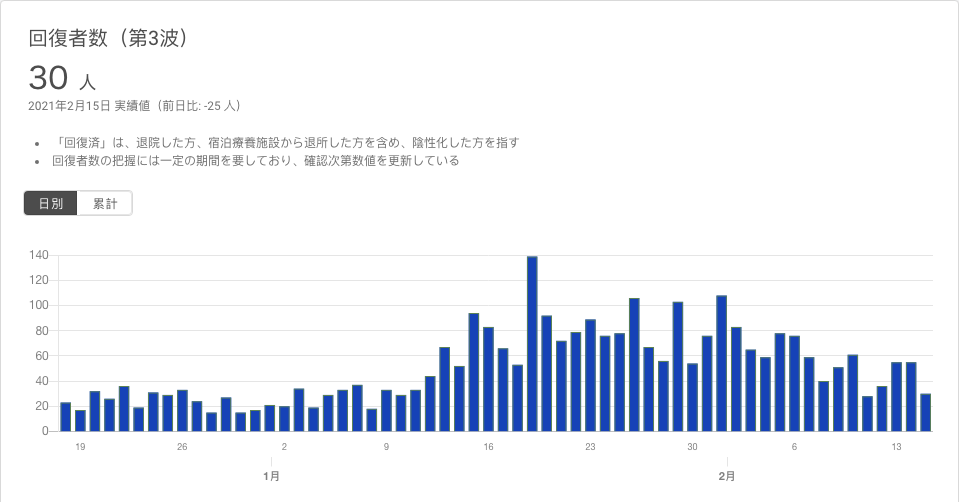 回復者数（第3波）
30 人
2021年2月15日 実績値（前日比: -25 人）
• 「回復済」は、退院した方、宿泊療養施設から退所した方を含め、陰性化した方を指す
• 回復者数の把握には一定の期間を要しており、確認次第数値を更新している
日別 累計
140
120
100
80
60
40
20
0
19 26 2 9 16 23 30 6 13
1月 2月